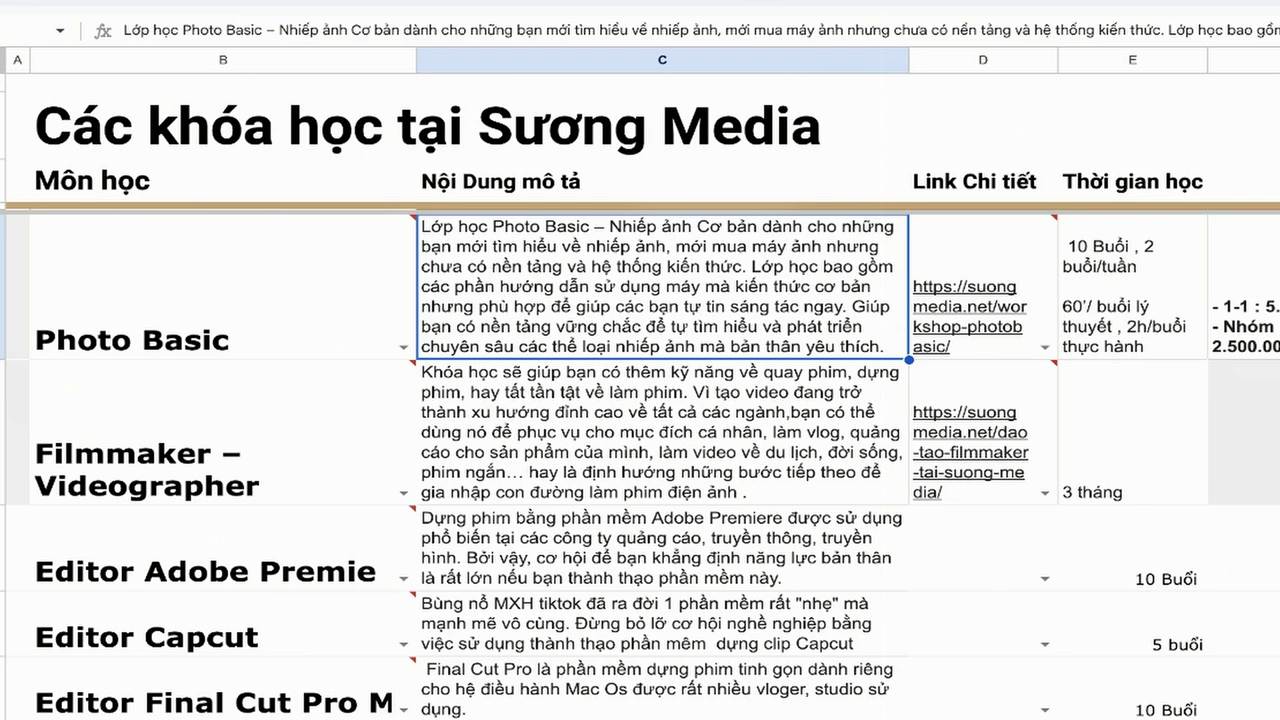 fx Lớp học Photo Basic – Nhiếp ảnh Cơ bản dành cho những bạn mới tìm hiểu về nhiếp ảnh, mới mua máy ảnh nhưng chưa có nền tảng và hệ thống kiến thức. Lớp học bao gồm
A B C D E
Các khóa học tại Sương Media
Môn học Nội Dung mô tả Link Chi tiết Thời gian học
Photo Basic
Lớp học Photo Basic – Nhiếp ảnh Cơ bản dành cho những
bạn mới tìm hiểu về nhiếp ảnh, mới mua máy ảnh nhưng
chưa có nền tảng và hệ thống kiến thức. Lớp học bao gồm
các phần hướng dẫn sử dụng máy mà kiến thức cơ bản
nhưng phù hợp để giúp các bạn tự tin sáng tác ngay. Giúp
bạn có nền tảng vững chắc để tự tìm hiểu và phát triển
chuyên sâu các thể loại nhiếp ảnh mà bản thân yêu thích.
https://suong
media.net/wor
kshop-photob
asic/
10 Buổi , 2
buổi/tuần
60'/ buổi lý
thuyết , 2h/buổi
thực hành
- 1-1 : 5.
- Nhóm
2.500.00
Filmmaker –
Videographer
Khóa học sẽ giúp bạn có thêm kỹ năng về quay phim, dựng
phim, hay tất tần tật về làm phim. Vì tạo video đang trở
thành xu hướng đỉnh cao về tất cả các ngành,bạn có thể
dùng nó để phục vụ cho mục đích cá nhân, làm vlog, quảng
cáo cho sản phẩm của mình, làm video về du lịch, đời sống,
phim ngắn… hay là định hướng những bước tiếp theo để
gia nhập con đường làm phim điện ảnh .
https://suong
media.net/dao
-tao-filmmaker
-tai-suong-me
dia/
3 tháng
Editor Adobe Premie
Dựng phim bằng phần mềm Adobe Premiere được sử dụng
phổ biến tại các công ty quảng cáo, truyền thông, truyền
hình. Bởi vậy, cơ hội để bạn khẳng định năng lực bản thân
là rất lớn nếu bạn thành thạo phần mềm này.
10 Buổi
Editor Capcut
Bùng nổ MXH tiktok đã ra đời 1 phần mềm rất "nhẹ" mà
mạnh mẽ vô cùng. Đừng bỏ lỡ cơ hội nghề nghiệp bằng
việc sử dụng thành thạo phần mêm dựng clip Capcut
5 buổi
Editor Final Cut Pro M
Final Cut Pro là phần mềm dựng phim tinh gọn dành riêng
cho hệ điều hành Mac Os được rất nhiều vloger, studio sử
dụng.
10 Buổi